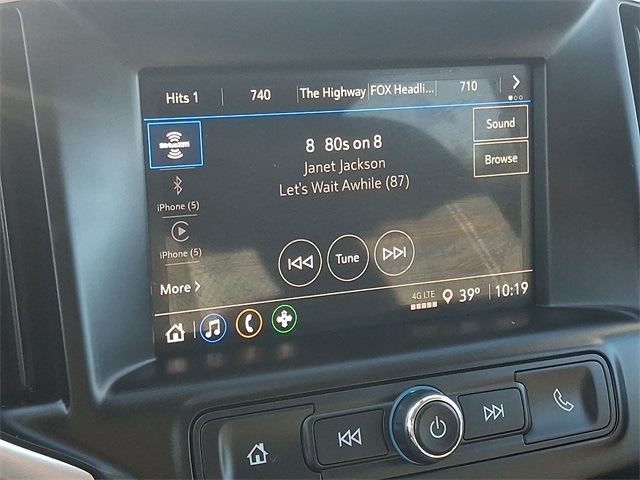 Hits 1 740 The Highway FOX Headli... 710
SiriusXM
8 80s on 8
Janet Jackson
Let's Wait Awhile (87)
Sound
Browse
iPhone (5)
iPhone (5)
Tune
More
4G LTE 39° 10:19